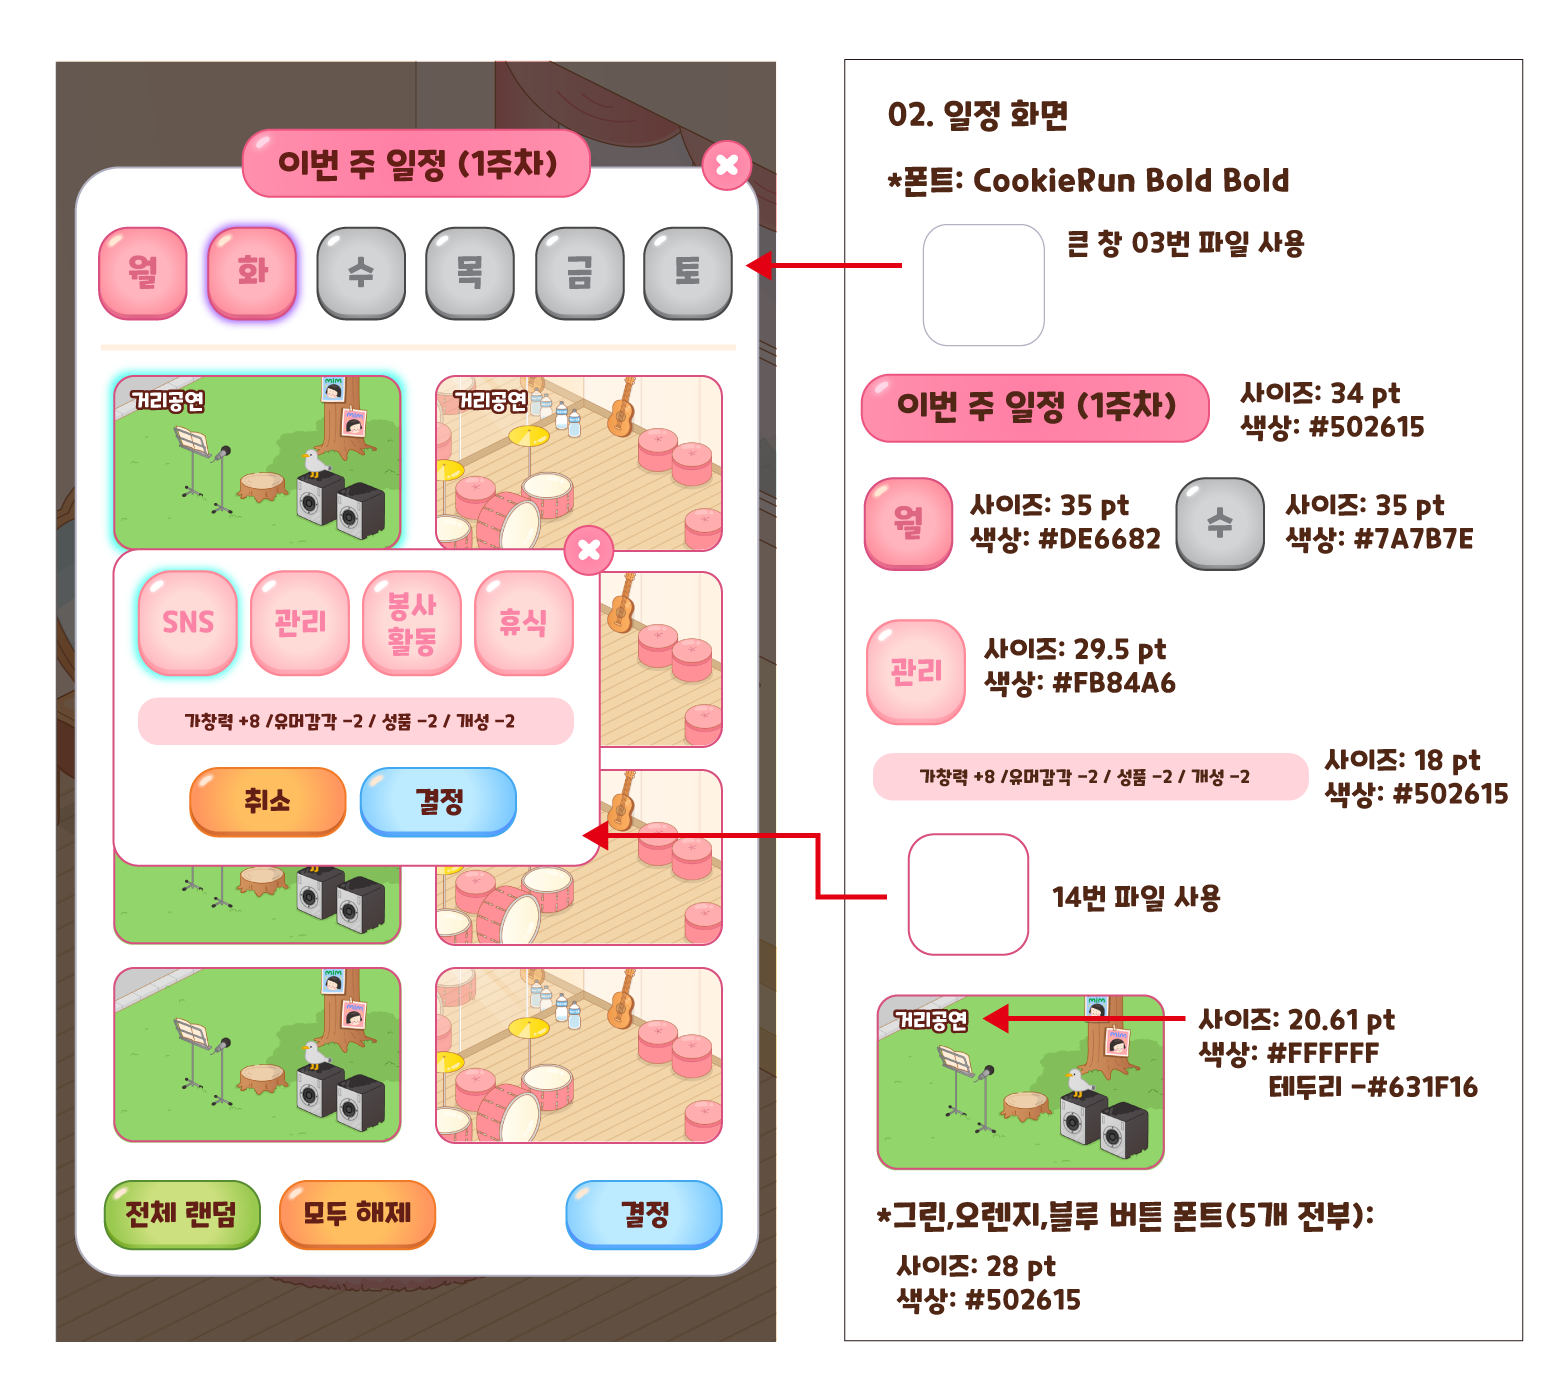 이번 주 일정 (1주차)
월
화
수
목
금
토
거리공연
mim
mim
거리공연
SNS
관리
봉사
활동
휴식
가창력 +8 /유머감각 -2 / 성품 -2 / 개성 -2
취소
결정
mim
mim
전체 랜덤
모두 해제
결정
02. 일정 화면
*폰트: CookieRun Bold Bold
큰 창 03번 파일 사용
이번 주 일정 (1주차)
사이즈: 34 pt
색상: #502615
월
사이즈: 35 pt
색상: #DE6682
수
사이즈: 35 pt
색상: #7A7B7E
관리
사이즈: 29.5 pt
색상: #FB84A6
가창력 +8 /유머감각 -2 / 성품 -2 / 개성 -2
사이즈: 18 pt
색상: #502615
14번 파일 사용
거리공연
mim
mim
사이즈: 20.61 pt
색상: #FFFFFF
테두리 -#631F16
*그린,오렌지,블루 버튼 폰트(5개 전부):
사이즈: 28 pt
색상: #502615